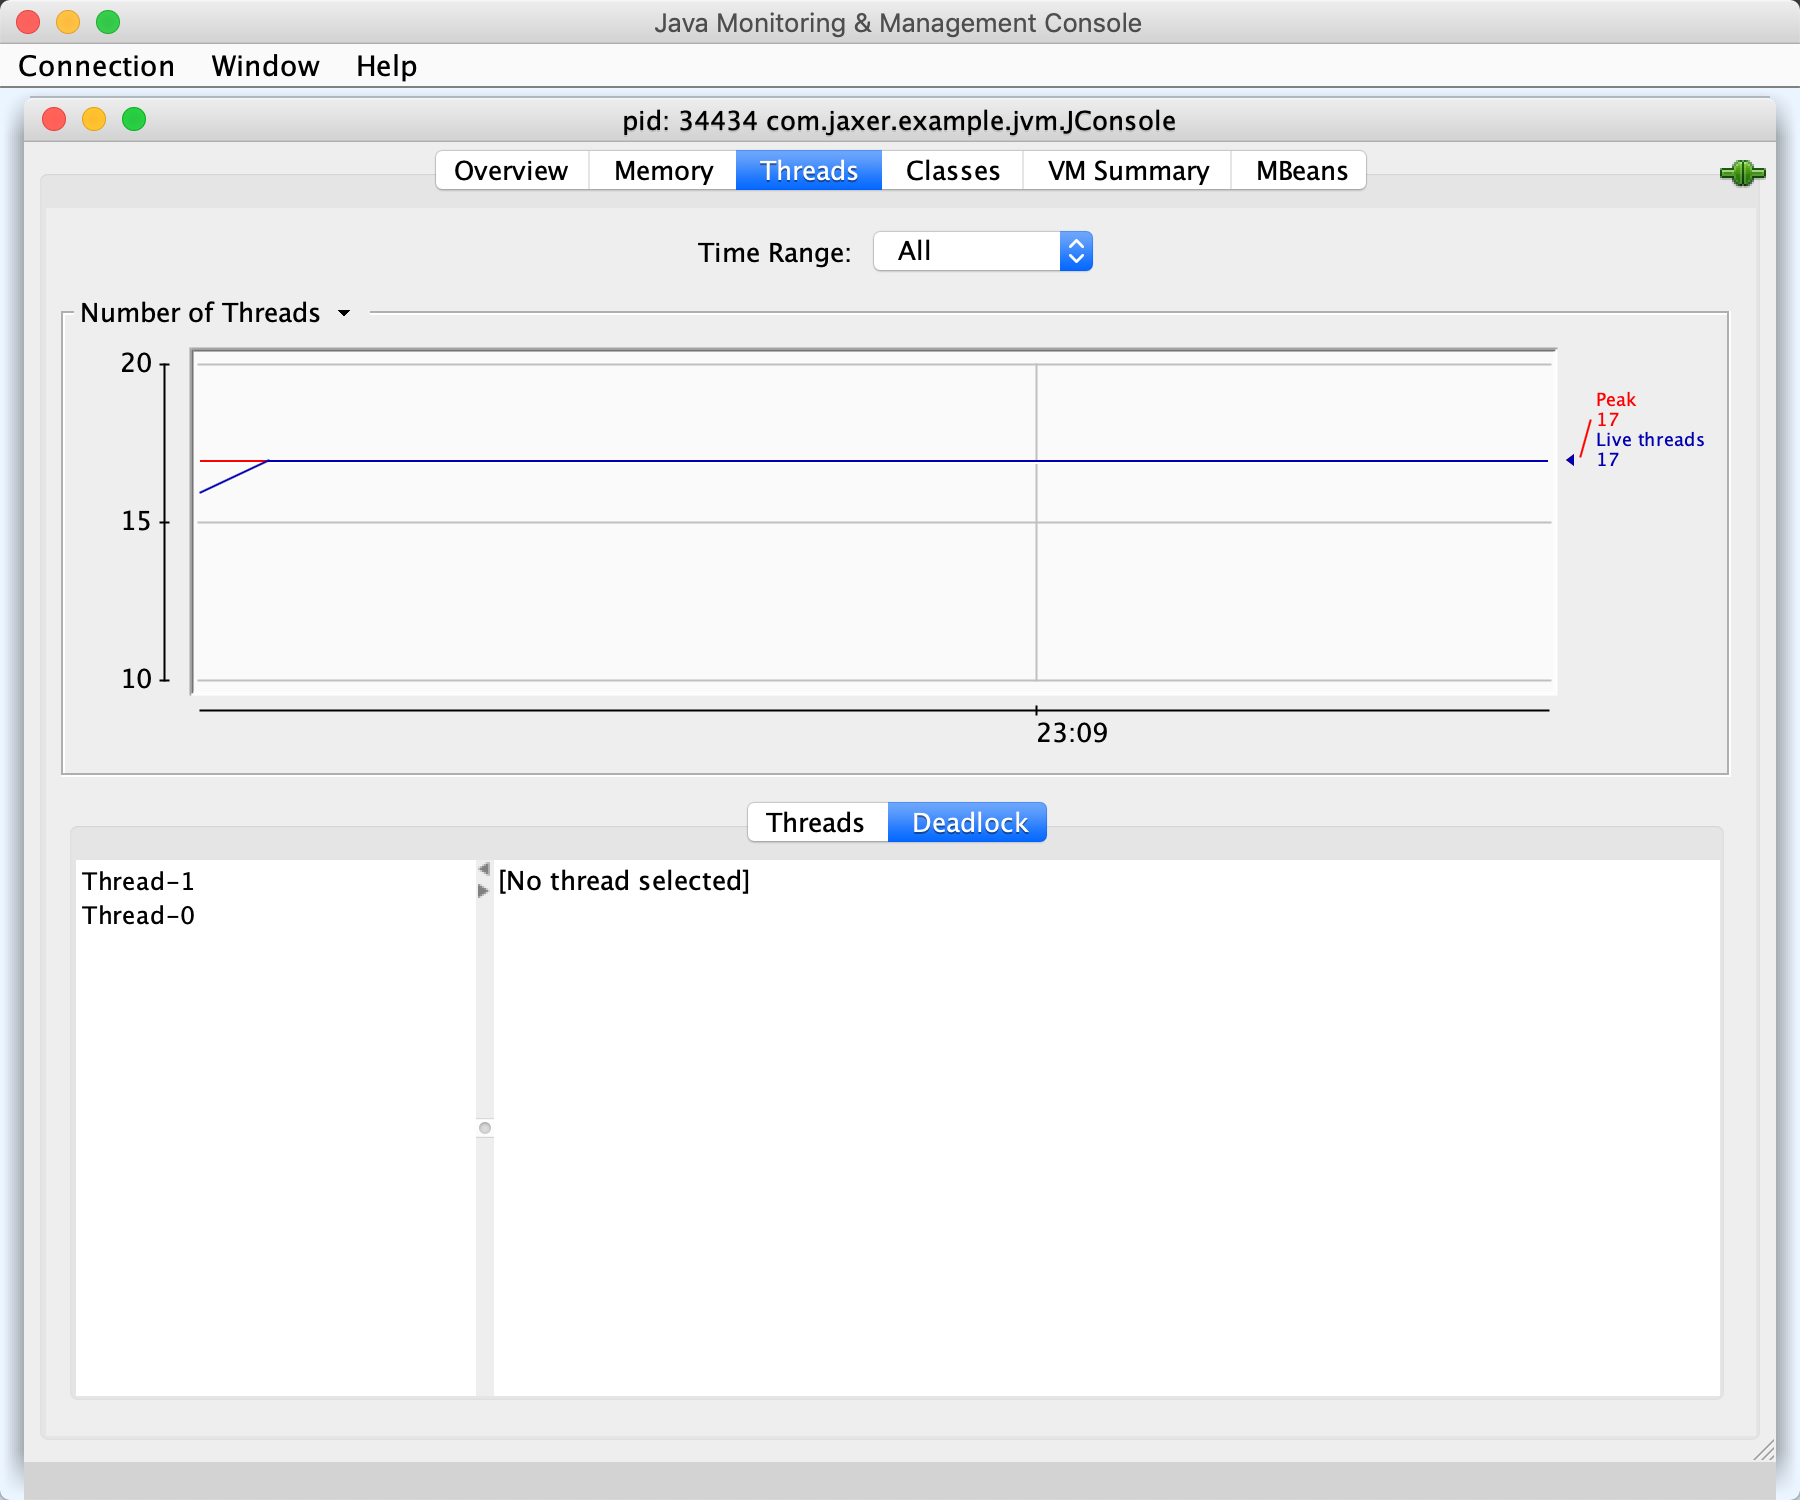 Java Monitoring & Management Console
Connection Window Help
pid: 34434 com.jaxer.example.jvm.JConsole
Overview Memory Threads Classes VM Summary MBeans
Time Range: All
Number of Threads
20
15
10
Peak
17
Live threads
17
23:09
Threads Deadlock
Thread-1
Thread-0
[No thread selected]